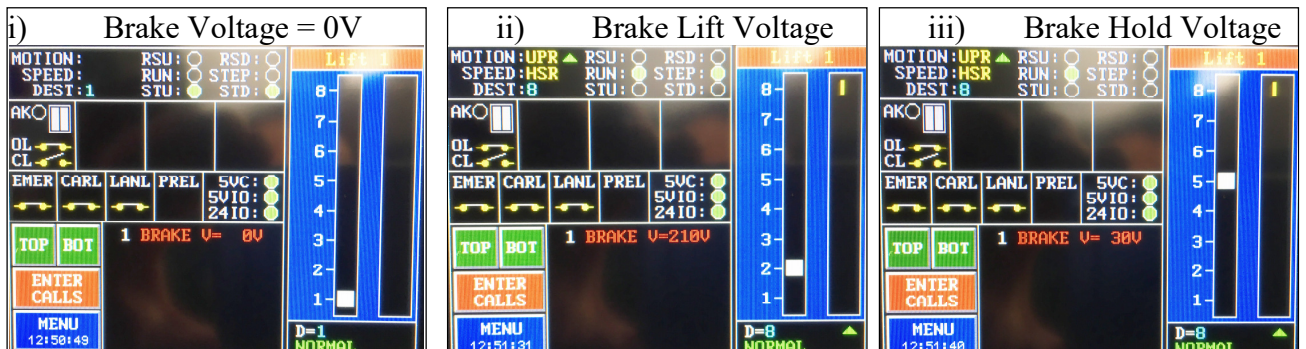 i) Brake Voltage = 0V
MOTION: RSU: RSD:
SPEED: RUN: STEP:
DEST:1 STU: STD:
Lift 1
AK
OL
CL
EMER CARL LANL PREL
5VC:
5VIO:
24IO:
TOP BOT
1 BRAKE V= 0V
ENTER
CALLS
MENU
12:50:49
8
7
6
5
4
3
2
1
D=1
NORMAL
ii) Brake Lift Voltage
MOTION:UPR RSU: RSD:
SPEED:HSR RUN: STEP:
DEST:8 STU: STD:
Lift 1
AK
OL
CL
EMER CARL LANL PREL
5VC:
5VIO:
24IO:
TOP BOT
1 BRAKE V=210V
ENTER
CALLS
MENU
12:51:31
8
7
6
5
4
3
2
1
D=8
NORMAL
iii) Brake Hold Voltage
MOTION:UPR RSU: RSD:
SPEED:HSR RUN: STEP:
DEST:8 STU: STD:
Lift 1
AK
OL
CL
EMER CARL LANL PREL
5VC:
5VIO:
24IO:
TOP BOT
1 BRAKE V= 30V
ENTER
CALLS
MENU
12:51:40
8
7
6
5
4
3
2
1
D=8
NORMAL